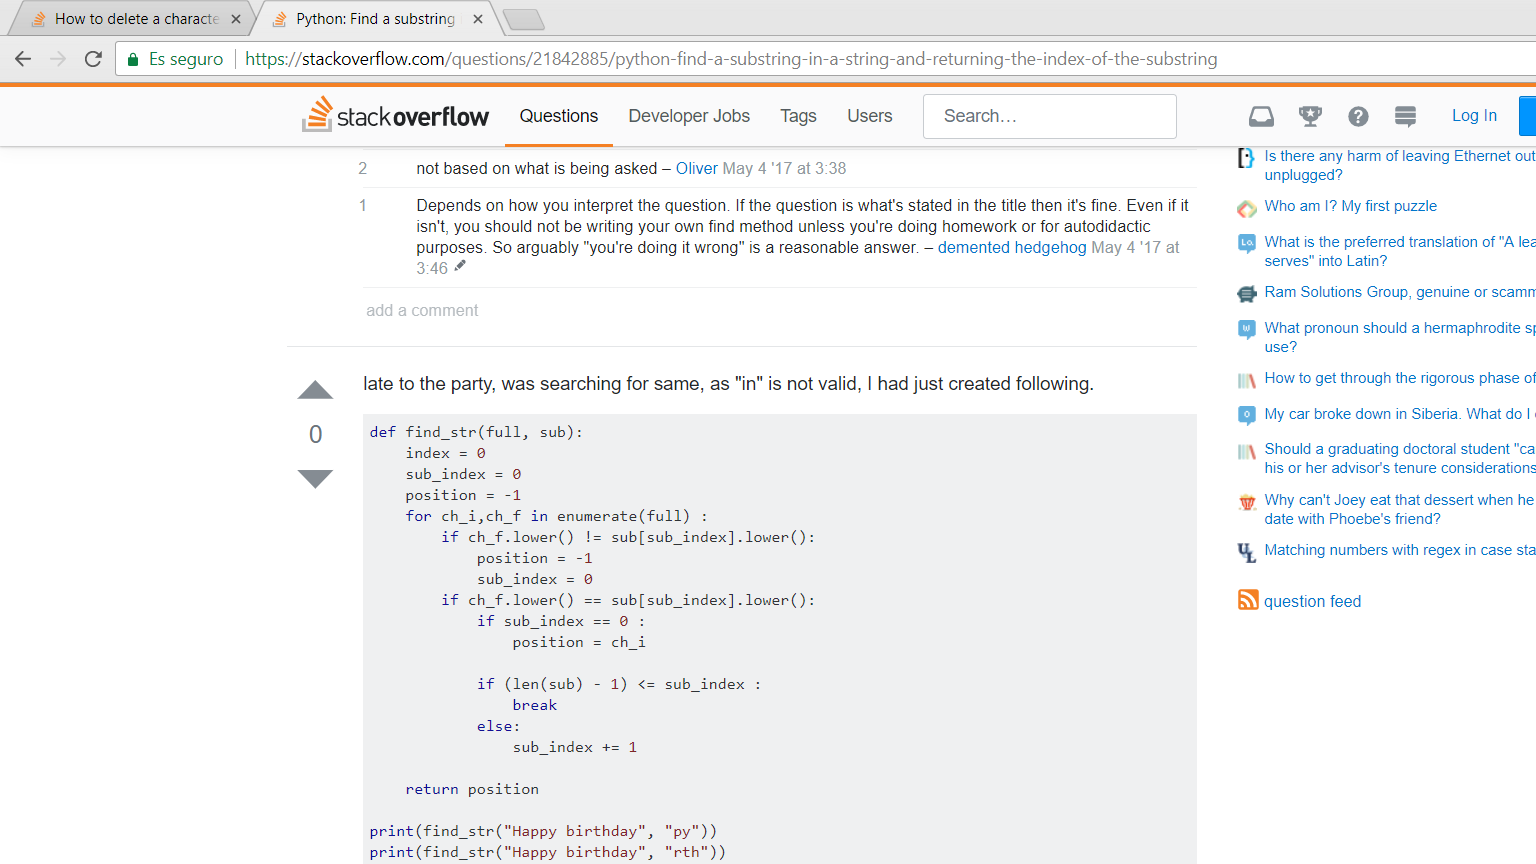 How to delete a characte
Python: Find a substring
Es seguro
https://stackoverflow.com/questions/21842885/python-find-a-substring-in-a-string-and-returning-the-index-of-the-substring
stackoverflow
Questions
Developer Jobs
Tags
Users
Search...
Log In
2
not based on what is being asked – Oliver May 4 '17 at 3:38
1
Depends on how you interpret the question. If the question is what's stated in the title then it's fine. Even if it
isn't, you should not be writing your own find method unless you're doing homework or for autodidactic
purposes. So arguably "you're doing it wrong" is a reasonable answer. – demented hedgehog May 4 '17 at
3:46
add a comment
0
late to the party, was searching for same, as "in" is not valid, I had just created following.
def find_str(full, sub):
    index = 0
    sub_index = 0
    position = -1
    for ch_i,ch_f in enumerate(full) :
        if ch_f.lower() != sub[sub_index].lower():
            position = -1
            sub_index = 0
        if ch_f.lower() == sub[sub_index].lower():
            if sub_index == 0 :
                position = ch_i
            if (len(sub) - 1) <= sub_index :
                break
            else:
                sub_index += 1
    return position
print(find_str("Happy birthday", "py"))
print(find_str("Happy birthday", "rth"))
Is there any harm of leaving Ethernet out
unplugged?
Who am I? My first puzzle
Lo.
What is the preferred translation of "A lea
serves" into Latin?
Ram Solutions Group, genuine or scamm
W
What pronoun should a hermaphrodite sp
use?
How to get through the rigorous phase of
My car broke down in Siberia. What do I
Should a graduating doctoral student "ca
his or her advisor's tenure considerations
Why can't Joey eat that dessert when he
date with Phoebe's friend?
UL
Matching numbers with regex in case sta
question feed